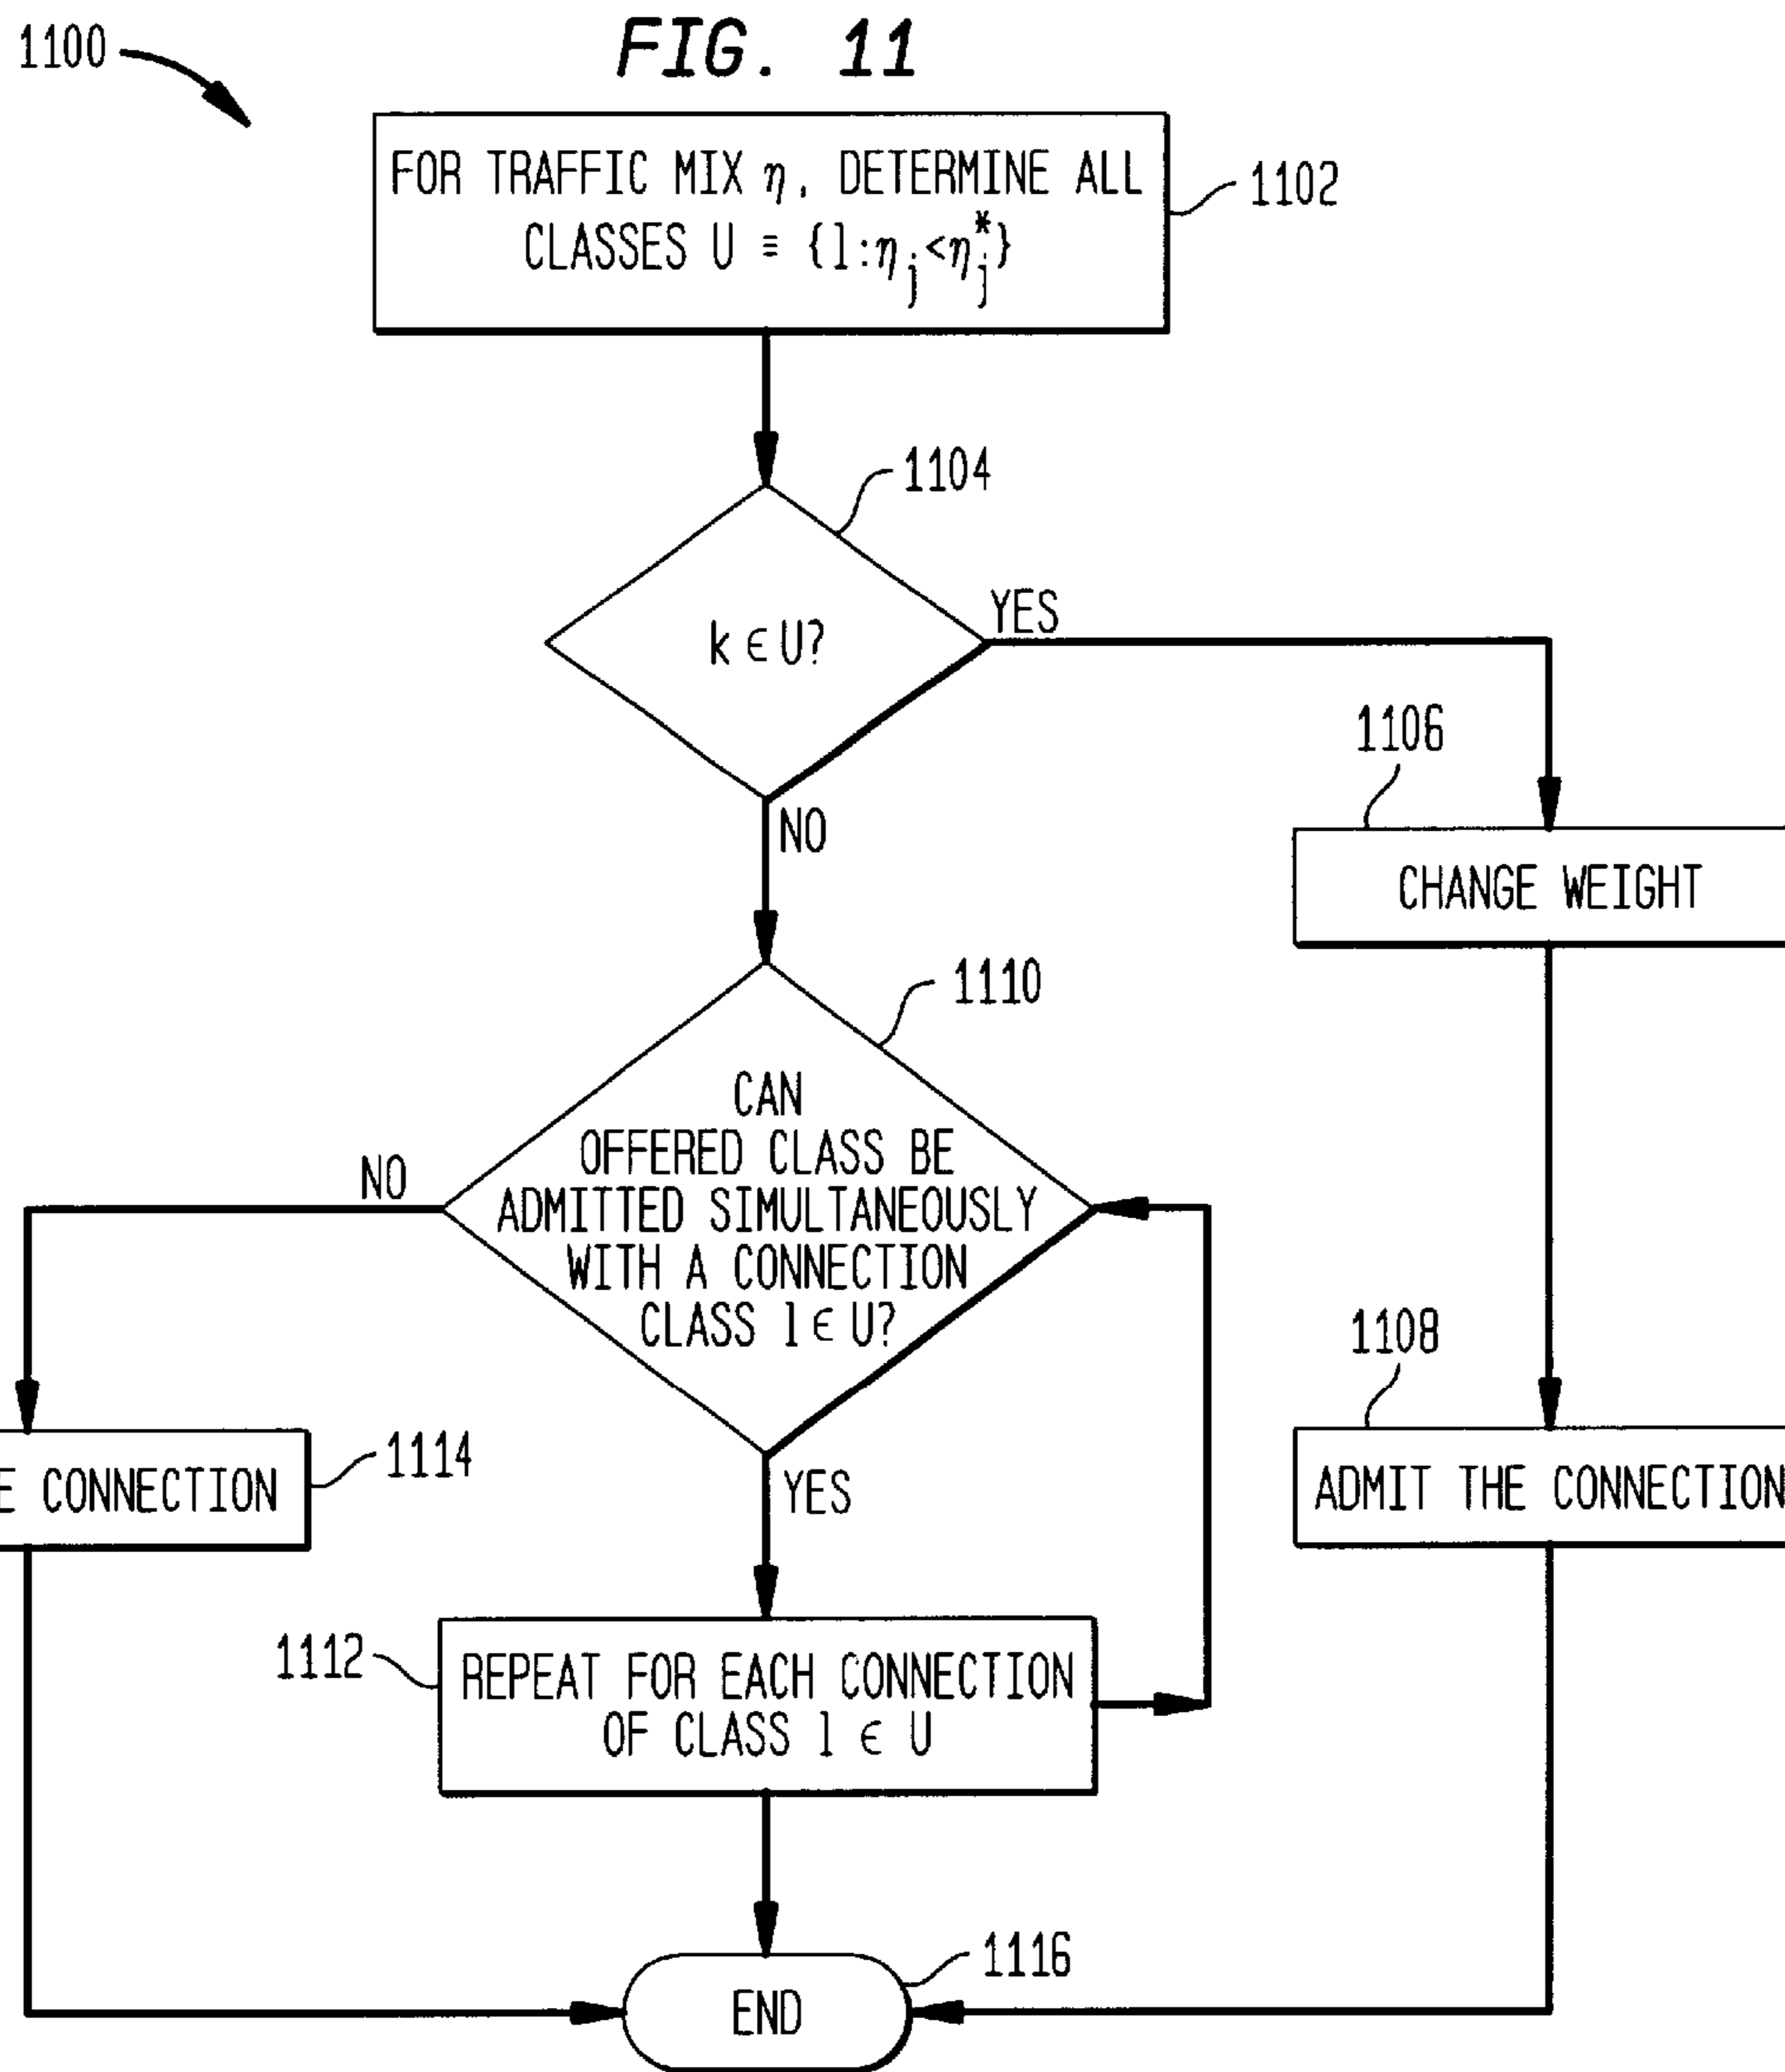 1100
FIG. 11
FOR TRAFFIC MIX η, DETERMINE ALL
CLASSES U ≡ {l:η_j<η_j^*}
1102
1104
k ∈ U?
YES
NO
1106
CHANGE WEIGHT
1110
CAN
OFFERED CLASS BE
ADMITTED SIMULTANEOUSLY
WITH A CONNECTION
CLASS l ∈ U?
NO
YES
1108
ADMIT THE CONNECTION
E CONNECTION
1114
1112
REPEAT FOR EACH CONNECTION
OF CLASS l ∈ U
1116
END